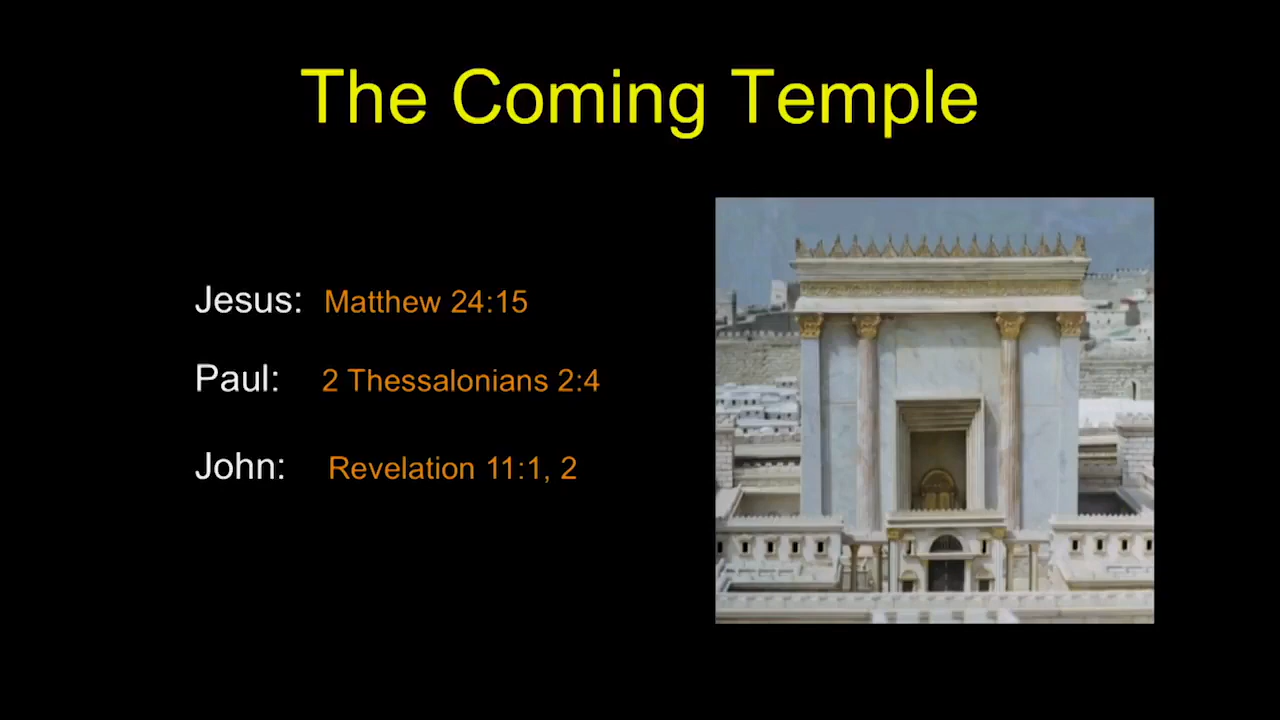 The Coming Temple
Jesus: Matthew 24:15
Paul: 2 Thessalonians 2:4
John: Revelation 11:1, 2